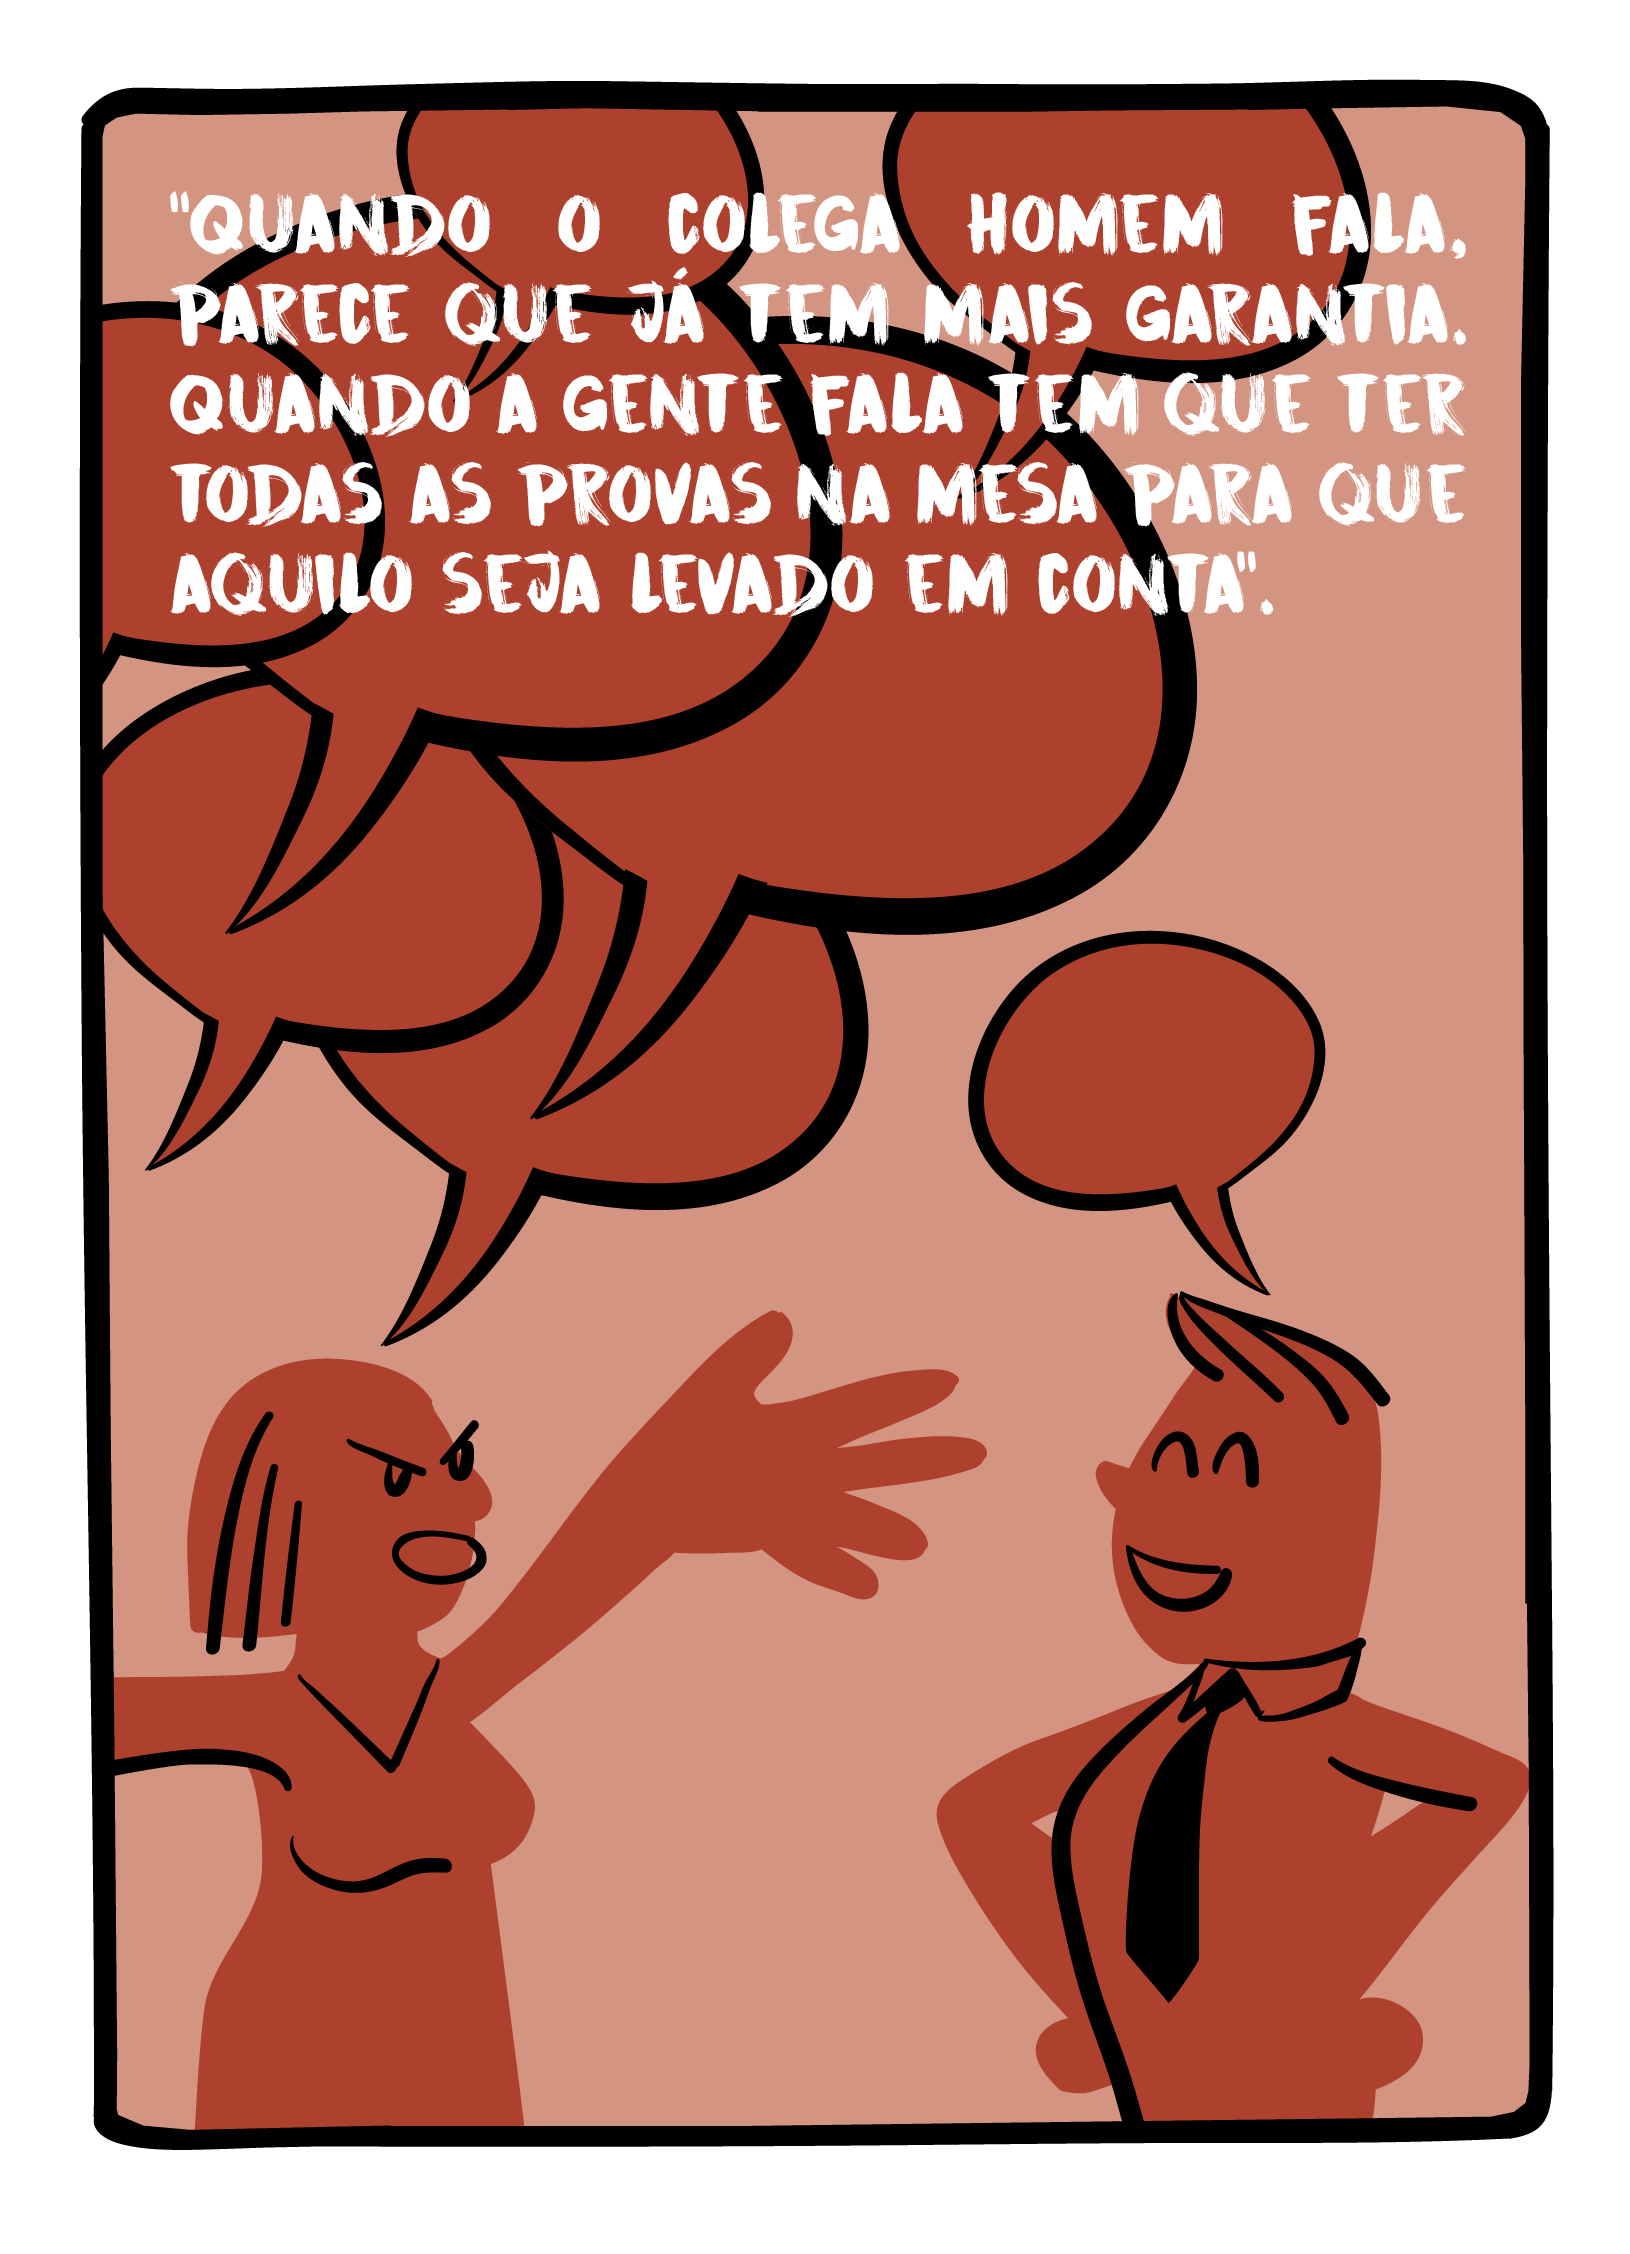 "QUANDO O COLEGA HOMEM FALA,
PARECE QUE JÁ TEM MAIS GARANTIA.
QUANDO A GENTE FALA TEM QUE TER
TODAS AS PROVAS NA MESA PARA QUE
AQUILO SEJA LEVADO EM CONTA".